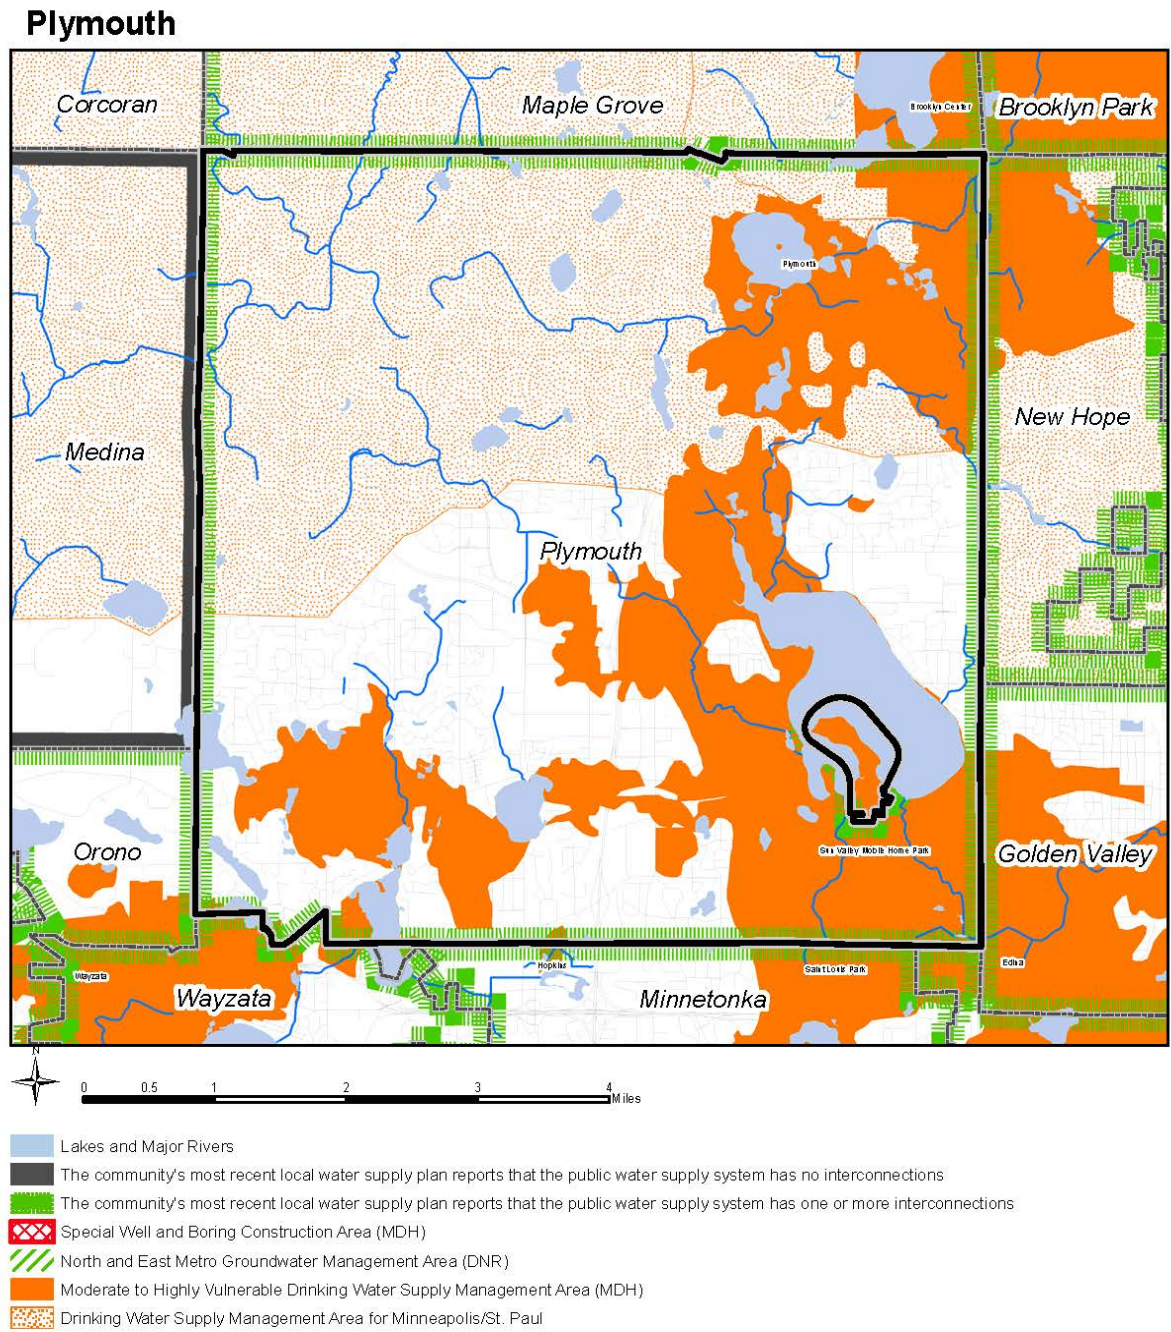 Plymouth
Corcoran
Maple Grove
Brooklyn Center
Brooklyn Park
Plymouth
New Hope
Medina
Plymouth
Orono
Sun Valley Mobile Home Park
Golden Valley
Wayzata
Hopkins
Saint Louis Park
Edina
Wayzata
Minnetonka
N
0 0.5 1 2 3 4
Miles
Lakes and Major Rivers
The community's most recent local water supply plan reports that the public water supply system has no interconnections
The community's most recent local water supply plan reports that the public water supply system has one or more interconnections
Special Well and Boring Construction Area (MDH)
North and East Metro Groundwater Management Area (DNR)
Moderate to Highly Vulnerable Drinking Water Supply Management Area (MDH)
Drinking Water Supply Management Area for Minneapolis/St. Paul